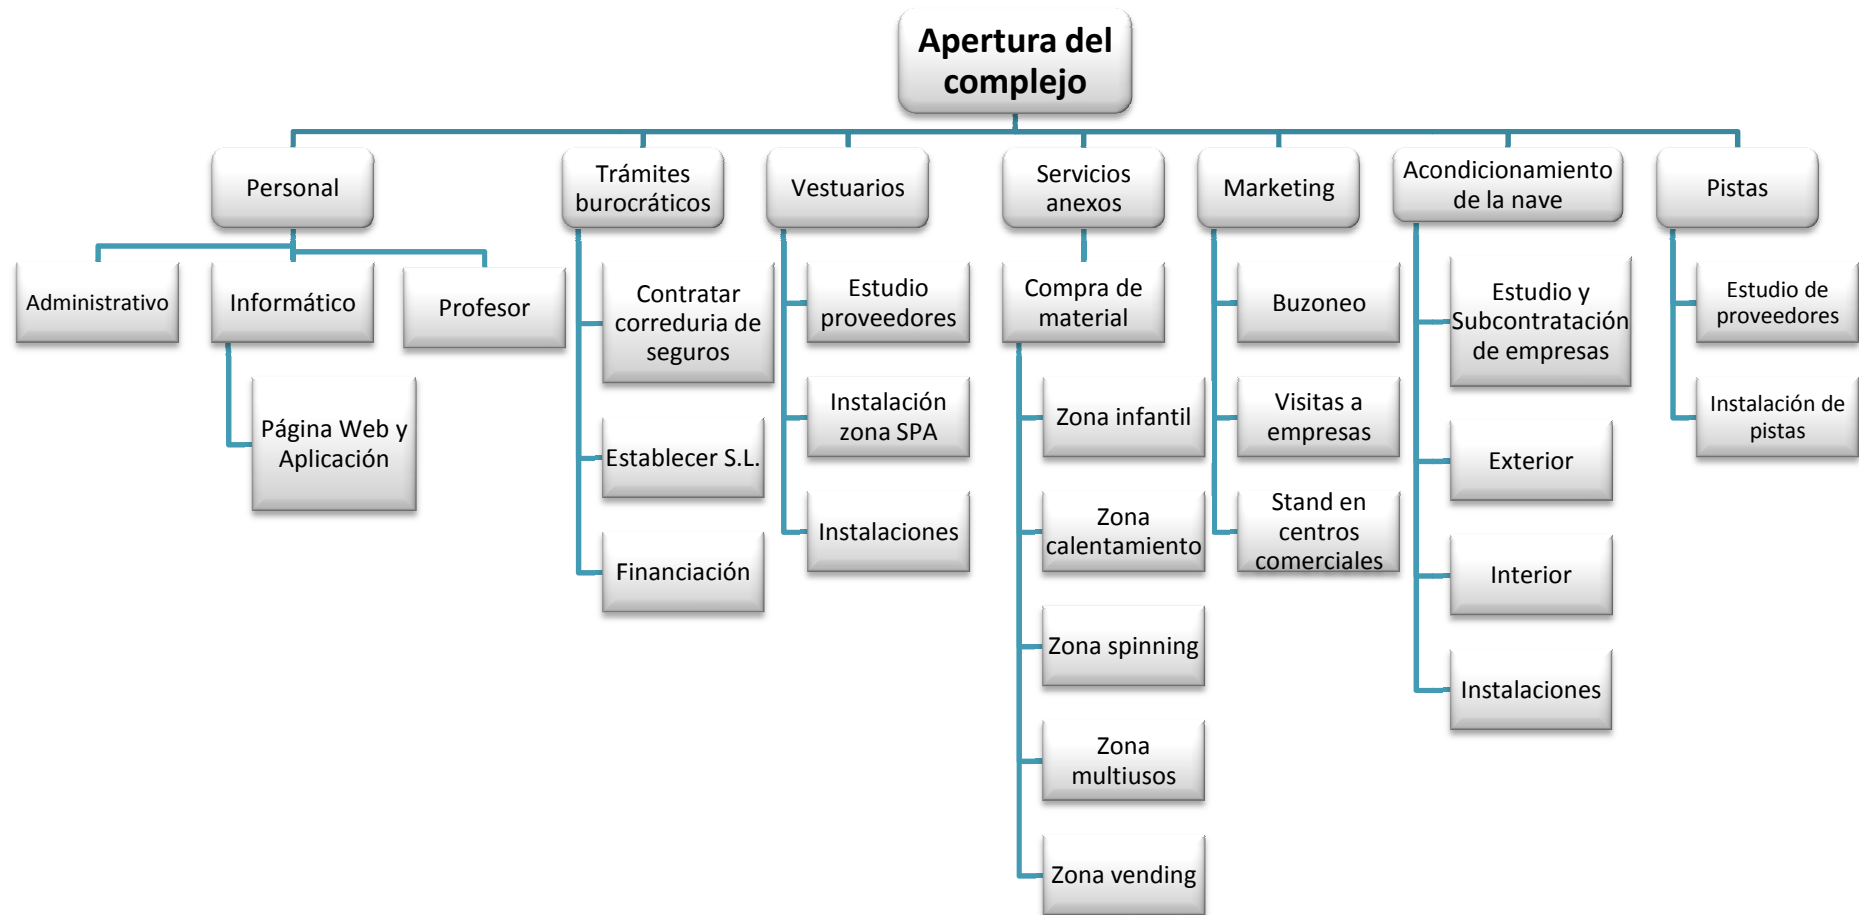 Apertura del
complejo
Personal
Trámites
burocráticos
Vestuarios
Servicios
anexos
Marketing
Acondicionamiento
de la nave
Pistas
Administrativo
Informático
Profesor
Página Web y
Aplicación
Contratar
correduria de
seguros
Establecer S.L.
Financiación
Estudio
proveedores
Instalación
zona SPA
Instalaciones
Compra de
material
Zona infantil
Zona
calentamiento
Zona spinning
Zona
multiusos
Zona vending
Buzoneo
Visitas a
empresas
Stand en
centros
comerciales
Estudio y
Subcontratación
de empresas
Exterior
Interior
Instalaciones
Estudio de
proveedores
Instalación de
pistas